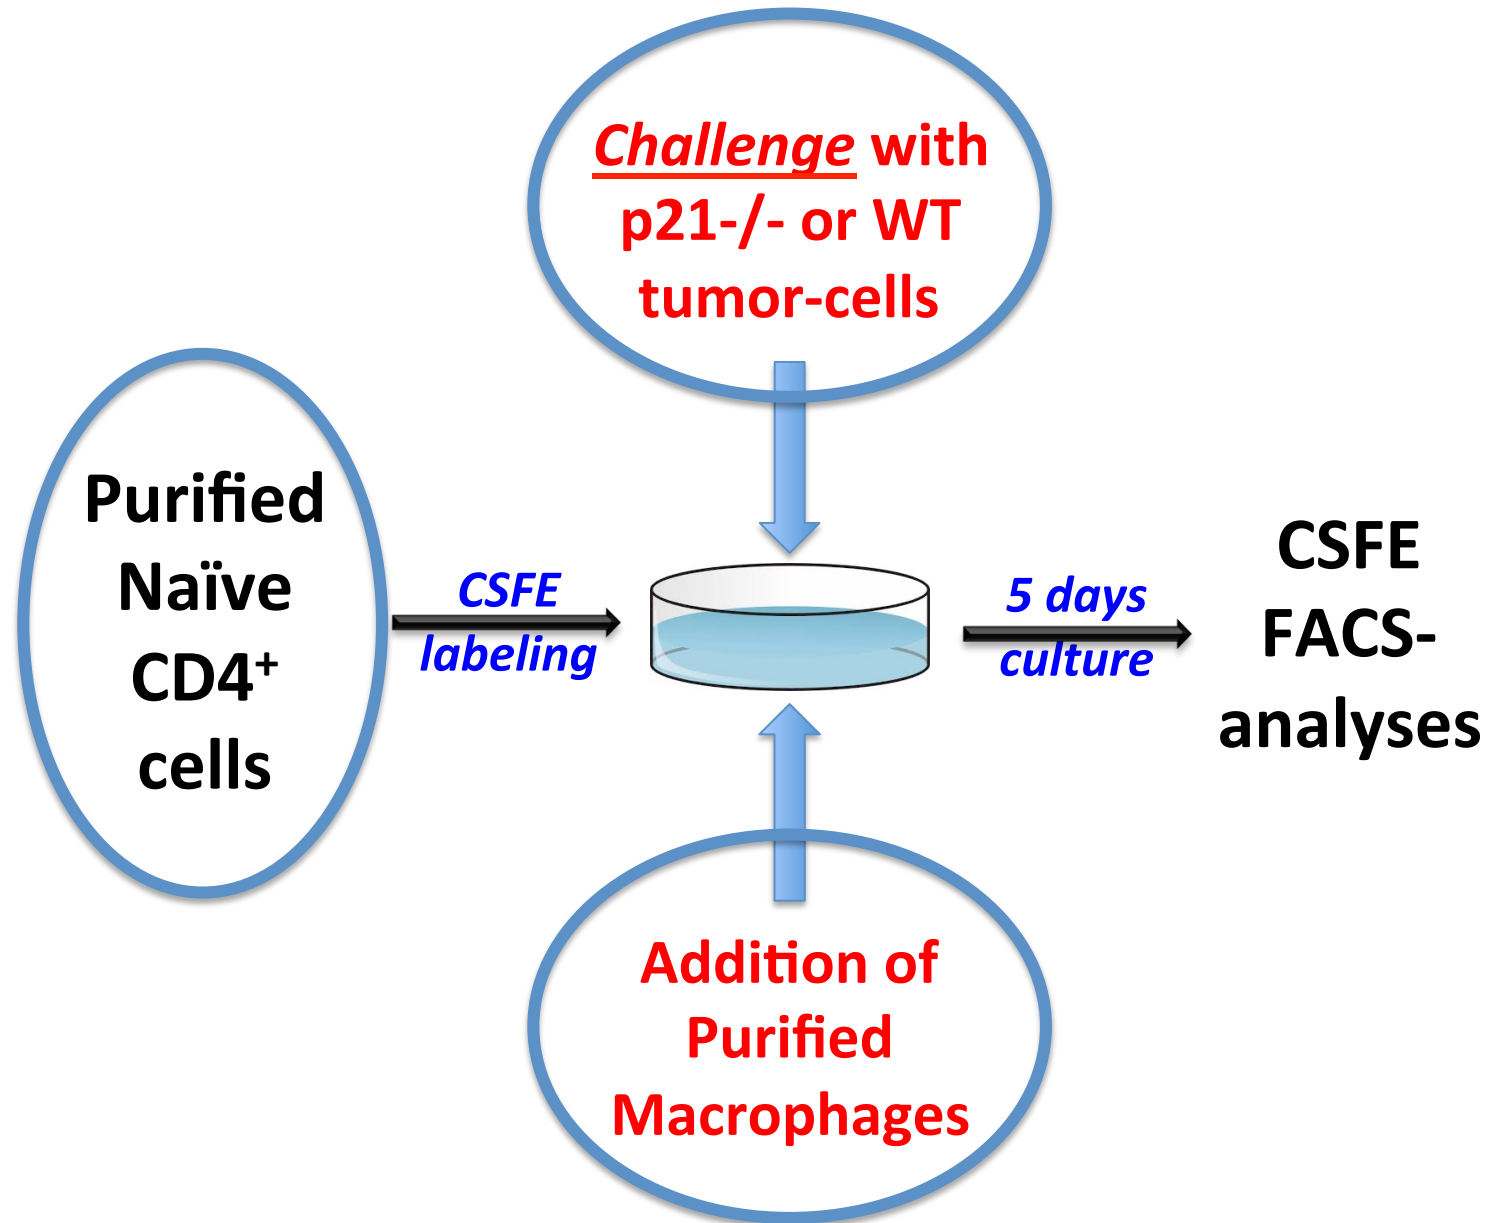 Challenge with
p21-/- or WT
tumor-cells
Purified
Naïve
CD4⁺
cells
CSFE
labeling
5 days
culture
CSFE
FACS-
analyses
Addition of
Purified
Macrophages